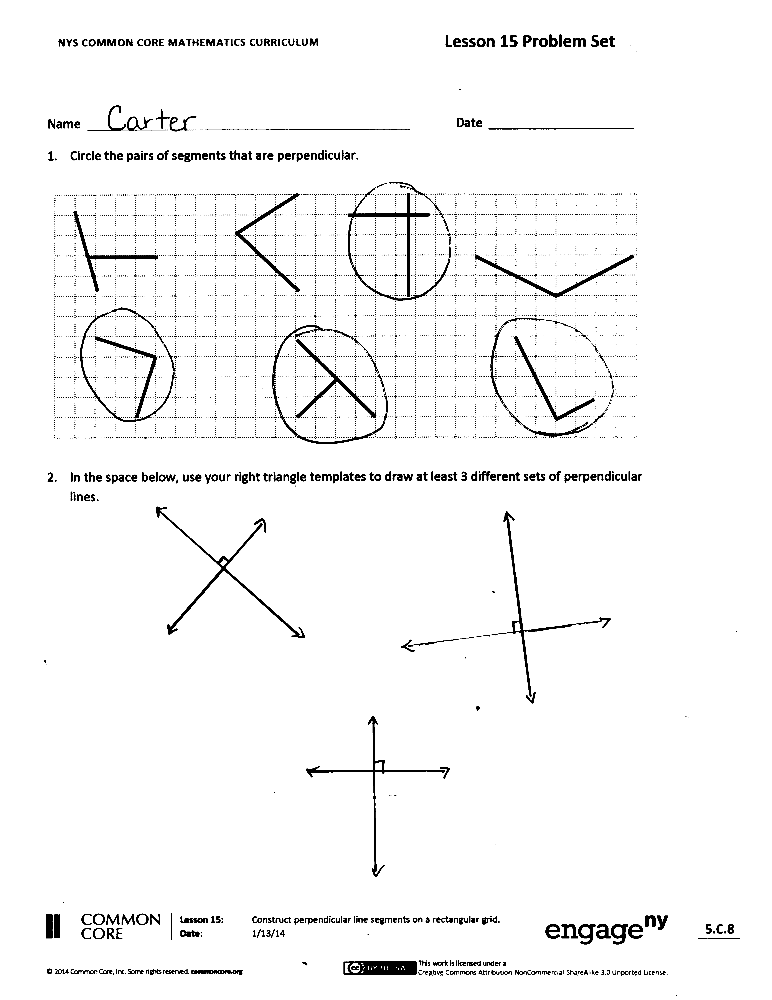 NYS COMMON CORE MATHEMATICS CURRICULUM
Lesson 15 Problem Set
Name Carter
Date
1. Circle the pairs of segments that are perpendicular.
2. In the space below, use your right triangle templates to draw at least 3 different sets of perpendicular
lines.
COMMON
CORE
Lesson 15: Construct perpendicular line segments on a rectangular grid.
Date: 1/13/14
engageny
5.C.8
© 2014 Common Core, Inc. Some rights reserved. commoncore.org
cc BY NC SA
This work is licensed under a
Creative Commons Attribution-NonCommercial-ShareAlike 3.0 Unported License.